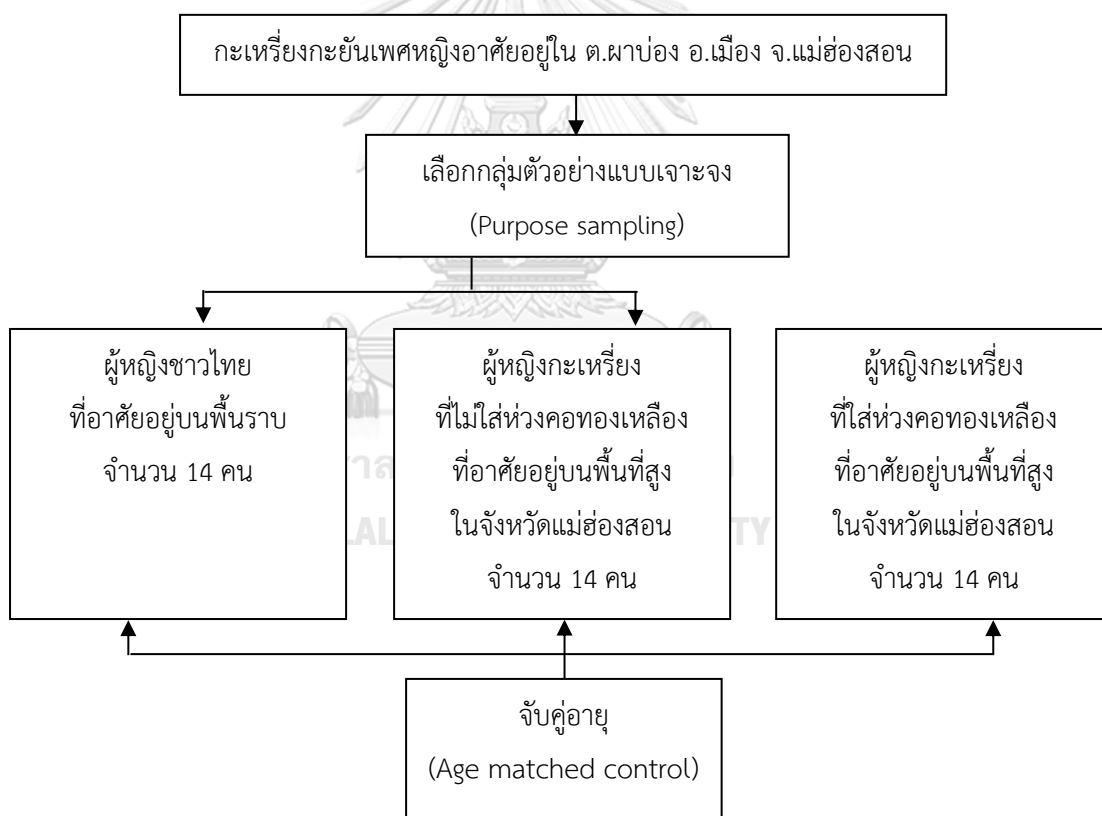 กะเหรี่ยงกะยันเพศหญิงอาศัยอยู่ใน ต.ผาบ่อง อ.เมือง จ.แม่ฮ่องสอน
เลือกกลุ่มตัวอย่างแบบเจาะจง
(Purpose sampling)
ผู้หญิงชาวไทย
ที่อาศัยอยู่บนพื้นราบ
จำนวน 14 คน
ผู้หญิงกะเหรี่ยง
ที่ไม่ใส่ห่วงคอทองเหลือง
ที่อาศัยอยู่บนพื้นที่สูง
ในจังหวัดแม่ฮ่องสอน
จำนวน 14 คน
ผู้หญิงกะเหรี่ยง
ที่ใส่ห่วงคอทองเหลือง
ที่อาศัยอยู่บนพื้นที่สูง
ในจังหวัดแม่ฮ่องสอน
จำนวน 14 คน
จับคู่อายุ
(Age matched control)